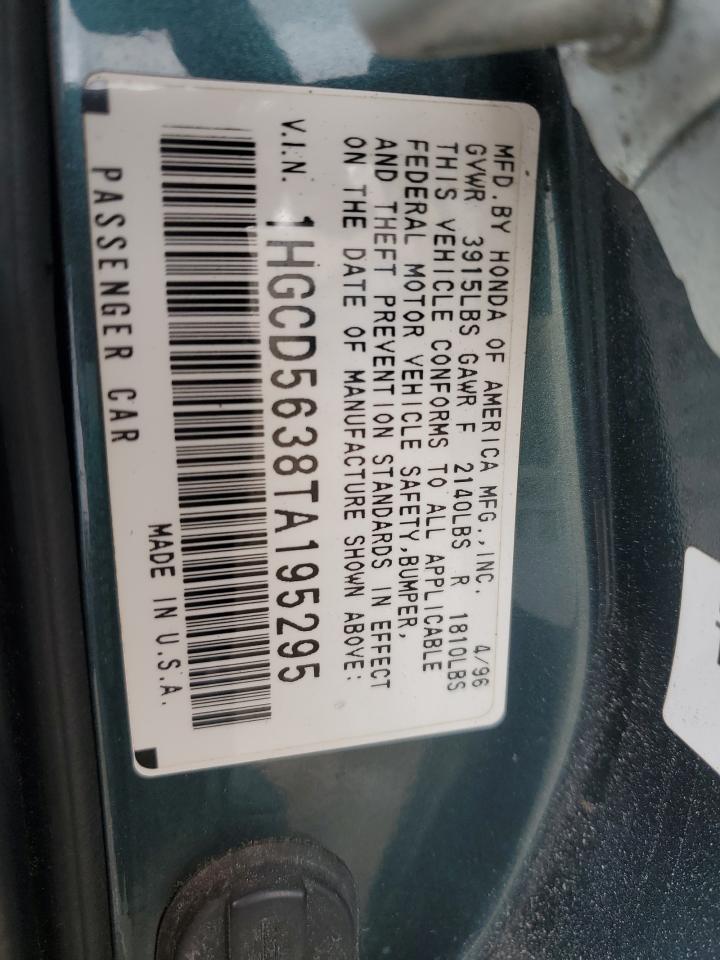 MFD.BY HONDA OF AMERICA MFG.,INC. 4/96
GVWR 3915LBS GAWR F 2140LBS R 1810LBS
THIS VEHICLE CONFORMS TO ALL APPLICABLE
FEDERAL MOTOR VEHICLE SAFETY,BUMPER,
AND THEFT PREVENTION STANDARDS IN EFFECT
ON THE DATE OF MANUFACTURE SHOWN ABOVE:
V.I.N. 1HGCD5638TA195295
PASSENGER CAR MADE IN U.S.A.